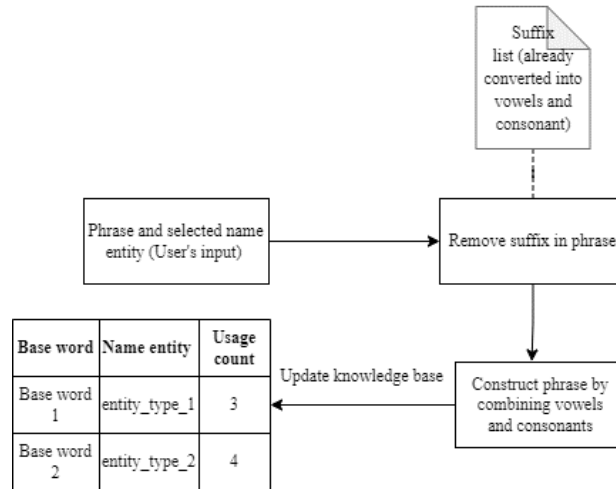 Suffix
list (already
converted into
vowels and
consonant)
Phrase and selected name
entity (User's input)
Remove suffix in phrase
Base word Name entity Usage
count
Update knowledge base
Construct phrase by
combining vowels
and consonants
Base word
1 entity_type_1 3
Base word
2 entity_type_2 4